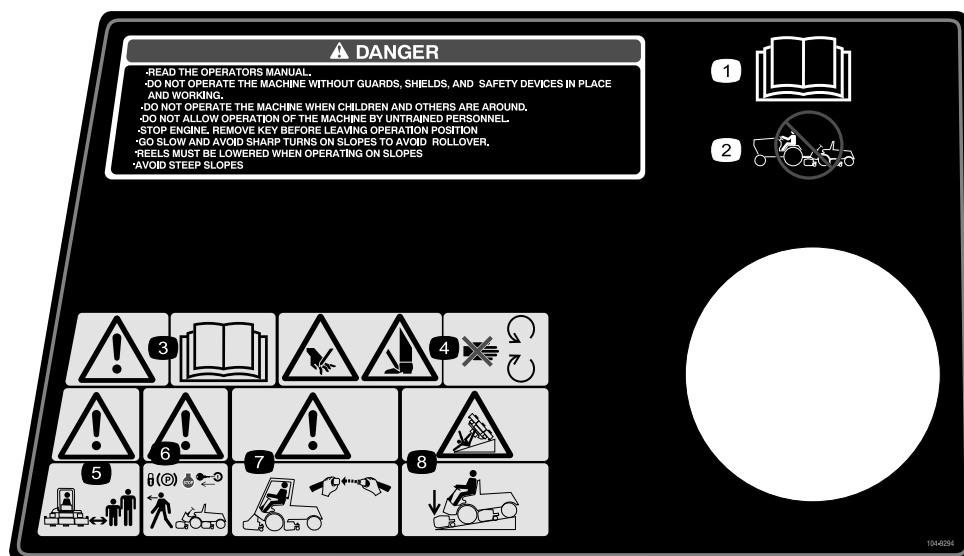 DANGER
·READ THE OPERATORS MANUAL.
·DO NOT OPERATE THE MACHINE WITHOUT GUARDS, SHIELDS, AND SAFETY DEVICES IN PLACE
AND WORKING.
·DO NOT OPERATE THE MACHINE WHEN CHILDREN AND OTHERS ARE AROUND.
·DO NOT ALLOW OPERATION OF THE MACHINE BY UNTRAINED PERSONNEL.
·STOP ENGINE. REMOVE KEY BEFORE LEAVING OPERATION POSITION
·GO SLOW AND AVOID SHARP TURNS ON SLOPES TO AVOID ROLLOVER.
·REELS MUST BE LOWERED WHEN OPERATING ON SLOPES
·AVOID STEEP SLOPES
1
2
3
4
5
6
7
8
(P)
STOP
104-9294